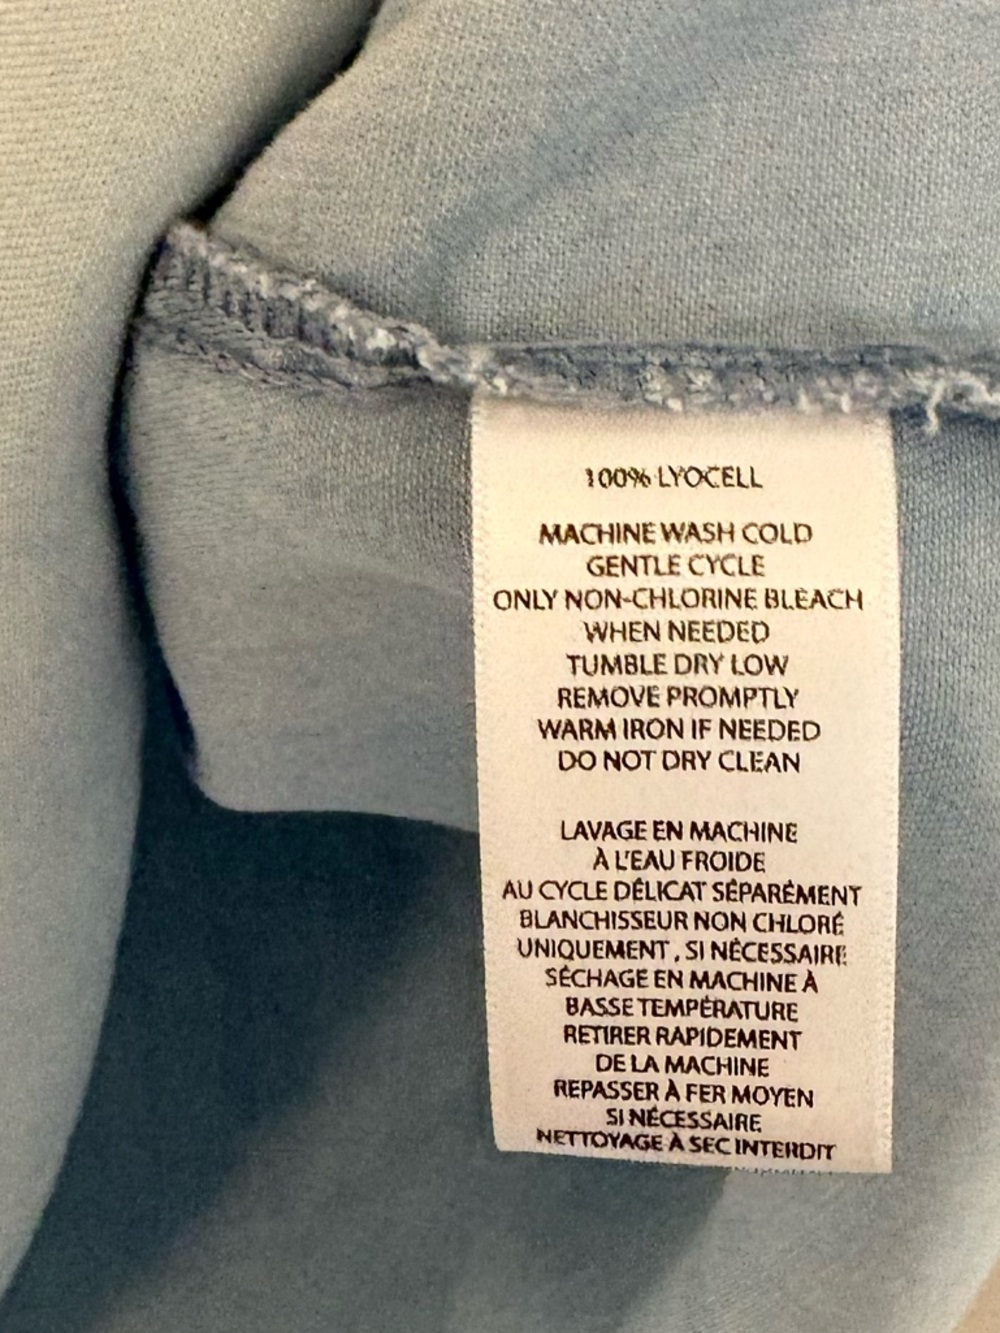 100% LYOCELL
MACHINE WASH COLD
GENTLE CYCLE
ONLY NON-CHLORINE BLEACH
WHEN NEEDED
TUMBLE DRY LOW
REMOVE PROMPTLY
WARM IRON IF NEEDED
DO NOT DRY CLEAN
LAVAGE EN MACHINE
À L'EAU FROIDE
AU CYCLE DÉLICAT SÉPARÉMENT
BLANCHISSEUR NON CHLORÉ
UNIQUEMENT , SI NÉCESSAIRE
SÉCHAGE EN MACHINE À
BASSE TEMPÉRATURE
RETIRER RAPIDEMENT
DE LA MACHINE
REPASSER À FER MOYEN
SI NÉCESSAIRE
NETTOYAGE À SEC INTERDIT